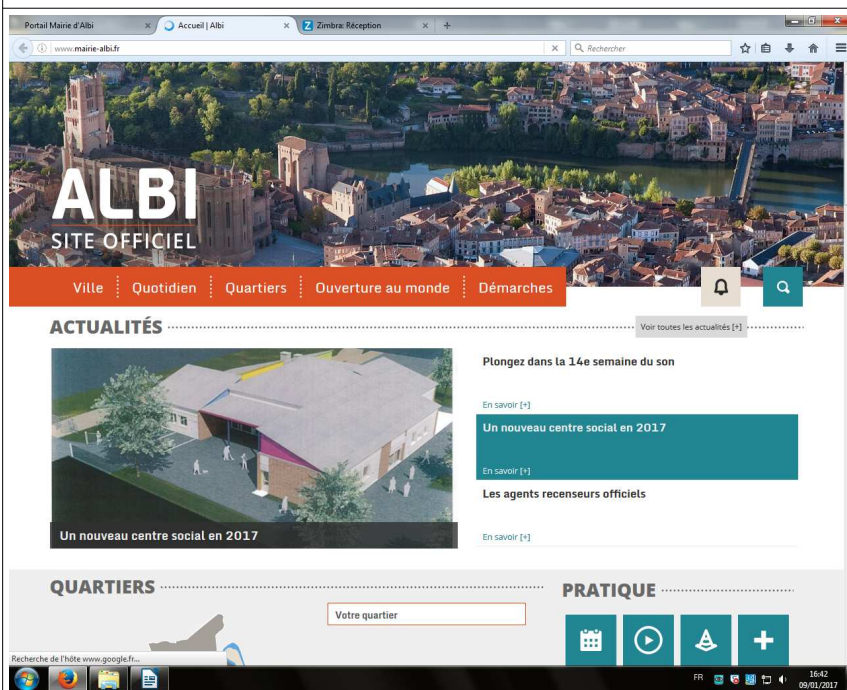 Portail Mairie d'Albi
Accueil | Albi
Zimbra: Réception
www.mairie-albi.fr
Rechercher
ALBI
SITE OFFICIEL
Ville
Quotidien
Quartiers
Ouverture au monde
Démarches
ACTUALITÉS
Voir toutes les actualités [+]
Plongez dans la 14e semaine du son
En savoir [+]
Un nouveau centre social en 2017
En savoir [+]
Les agents recenseurs officiels
En savoir [+]
Un nouveau centre social en 2017
QUARTIERS
Votre quartier
PRATIQUE
Recherche de l'hôte www.google.fr...
FR
16:42
09/01/2017